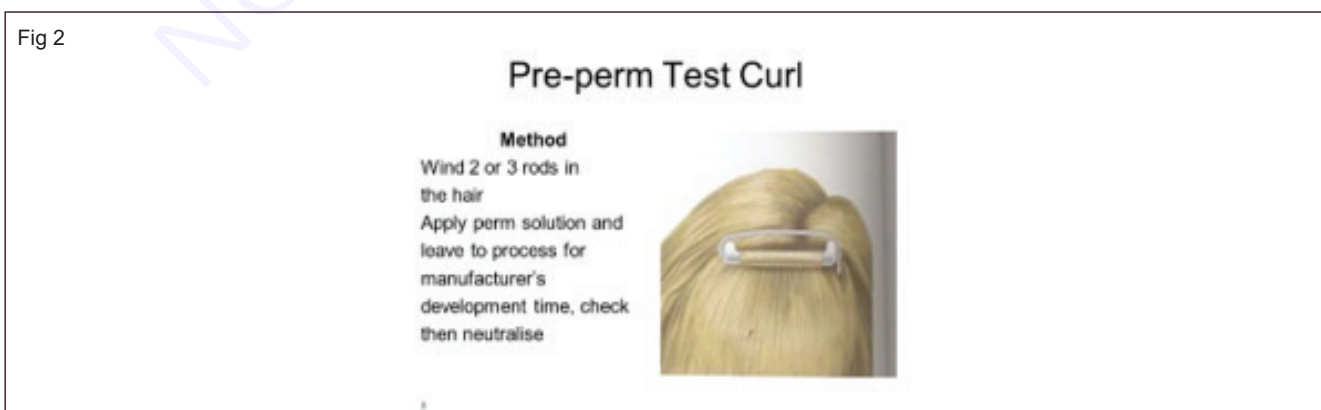 Fig 2
Pre-perm Test Curl
Method
Wind 2 or 3 rods in
the hair
Apply perm solution and
leave to process for
manufacturer's
development time, check
then neutralise